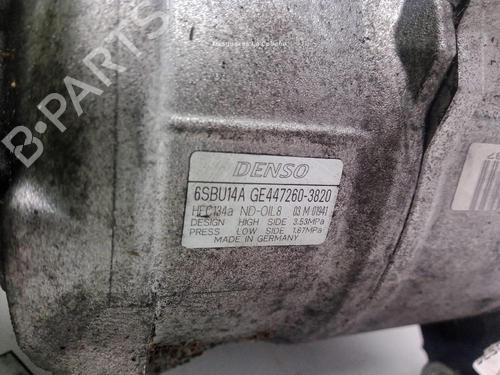 B-PARTS
DENSO
6SBU14A GE447260-3820
HFC134a ND-OIL8 03 M 01941
DESIGN HIGH SIDE 3.53MPa
PRESS LOW SIDE 1.67MPa
MADE IN GERMANY